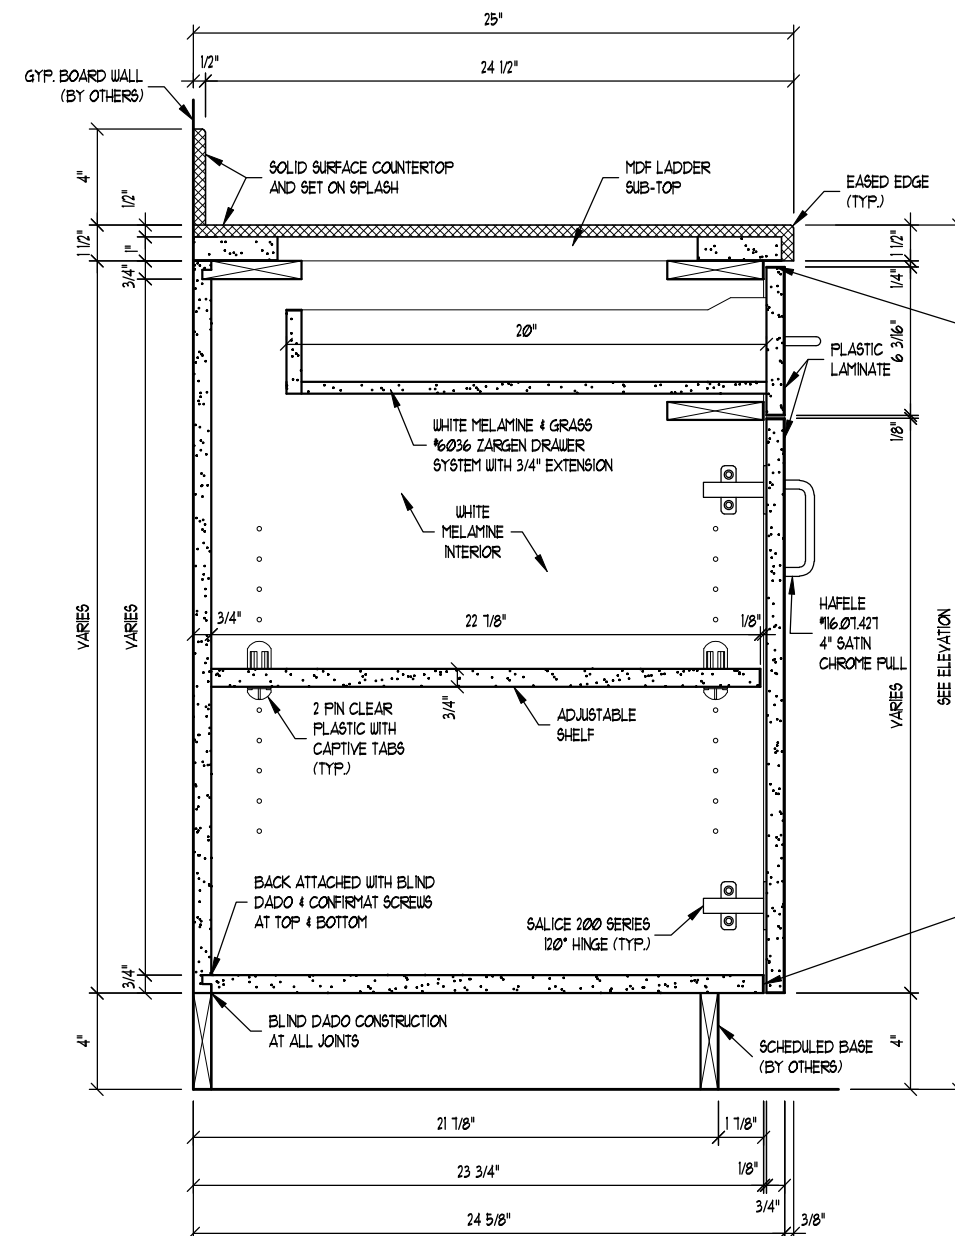 25"
1/2"
24 1/2"
GYP. BOARD WALL
(BY OTHERS)
SOLID SURFACE COUNTERTOP
AND SET ON SPLASH
MDF LADDER
SUB-TOP
EASED EDGE
(TYP.)
4"
1/2"
1 1/2"
1"
3/4"
1 1/2"
1/4"
6 3/16"
1/8"
20"
PLASTIC
LAMINATE
WHITE MELAMINE & GRASS
#6036 ZARGEN DRAWER
SYSTEM WITH 3/4" EXTENSION
WHITE
MELAMINE
INTERIOR
HAFELE
#116.07.427
4" SATIN
CHROME PULL
VARIES
VARIES
3/4"
22 7/8"
1/8"
SEE ELEVATION
VARIES
3/4"
2 PIN CLEAR
PLASTIC WITH
CAPTIVE TABS
(TYP.)
ADJUSTABLE
SHELF
BACK ATTACHED WITH BLIND
DADO & CONFIRMAT SCREWS
AT TOP & BOTTOM
SALICE 200 SERIES
120° HINGE (TYP.)
3/4"
BLIND DADO CONSTRUCTION
AT ALL JOINTS
SCHEDULED BASE
(BY OTHERS)
4"
4"
21 7/8"
1 7/8"
23 3/4"
1/8"
3/4"
24 5/8"
3/8"